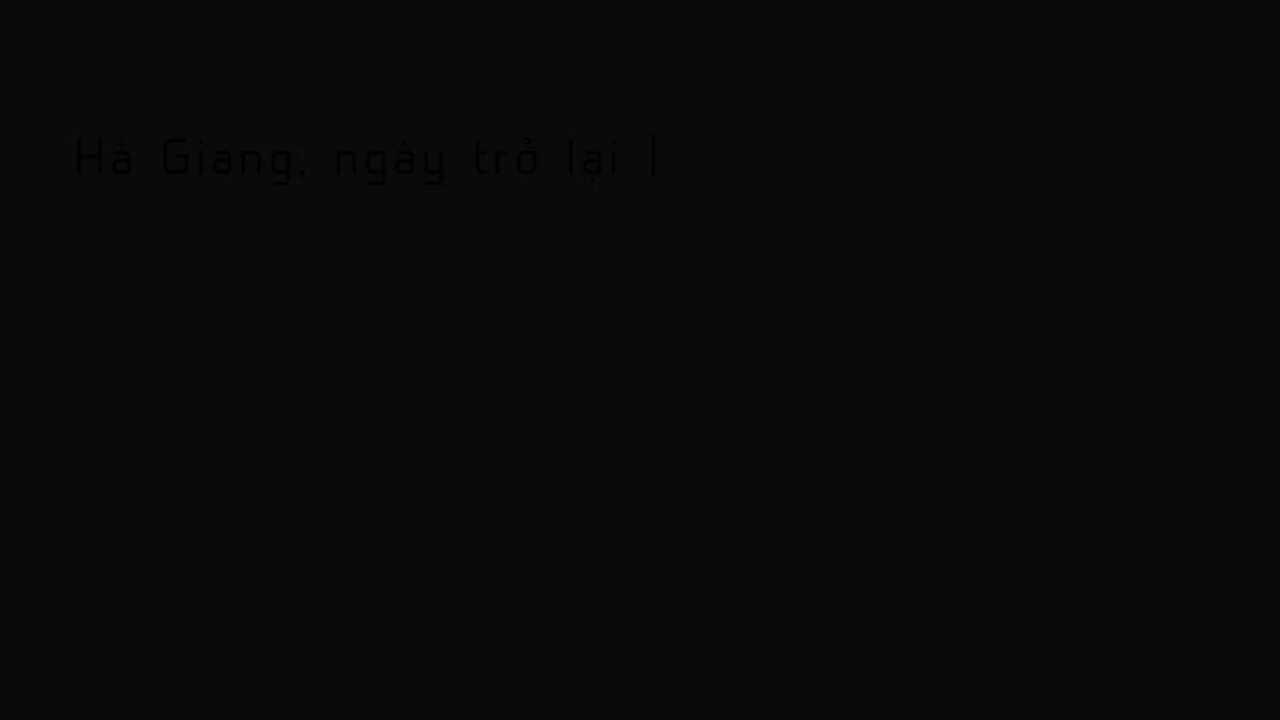 Hà Giang, ngày trở lại |